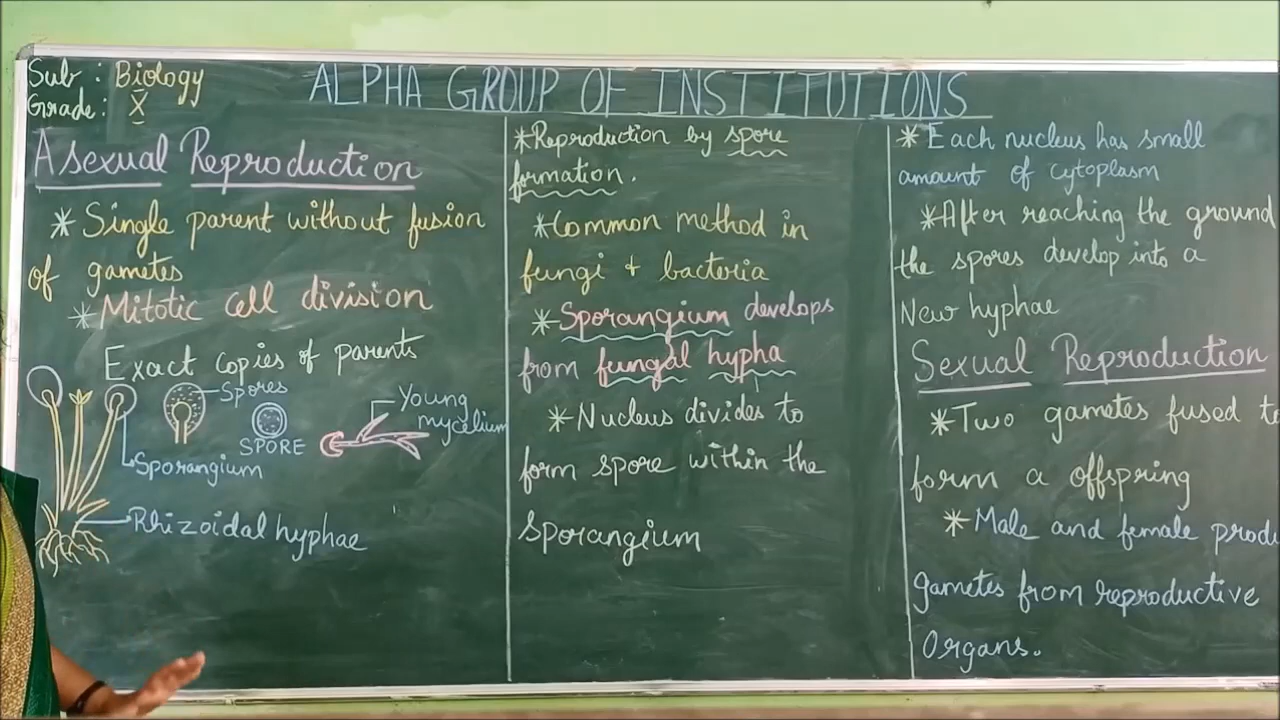 Sub : Biology
Grade : X
ALPHA GROUP OF INSTITUTIONS
Asexual Reproduction
* Single parent without fusion
of gametes
* Mitotic cell division
Exact copies of parents
Spores
SPORE
Young
mycelium
Sporangium
Rhizoidal hyphae
* Reproduction by spore
formation.
* Common method in
fungi + bacteria
* Sporangium develops
from fungal hypha
* Nucleus divides to
form spore within the
sporangium
* Each nucleus has small
amount of cytoplasm
* After reaching the ground
the spores develop into a
New hyphae
Sexual Reproduction
* Two gametes fused to
form a offspring
* Male and female produ
gametes from reproductive
Organs.